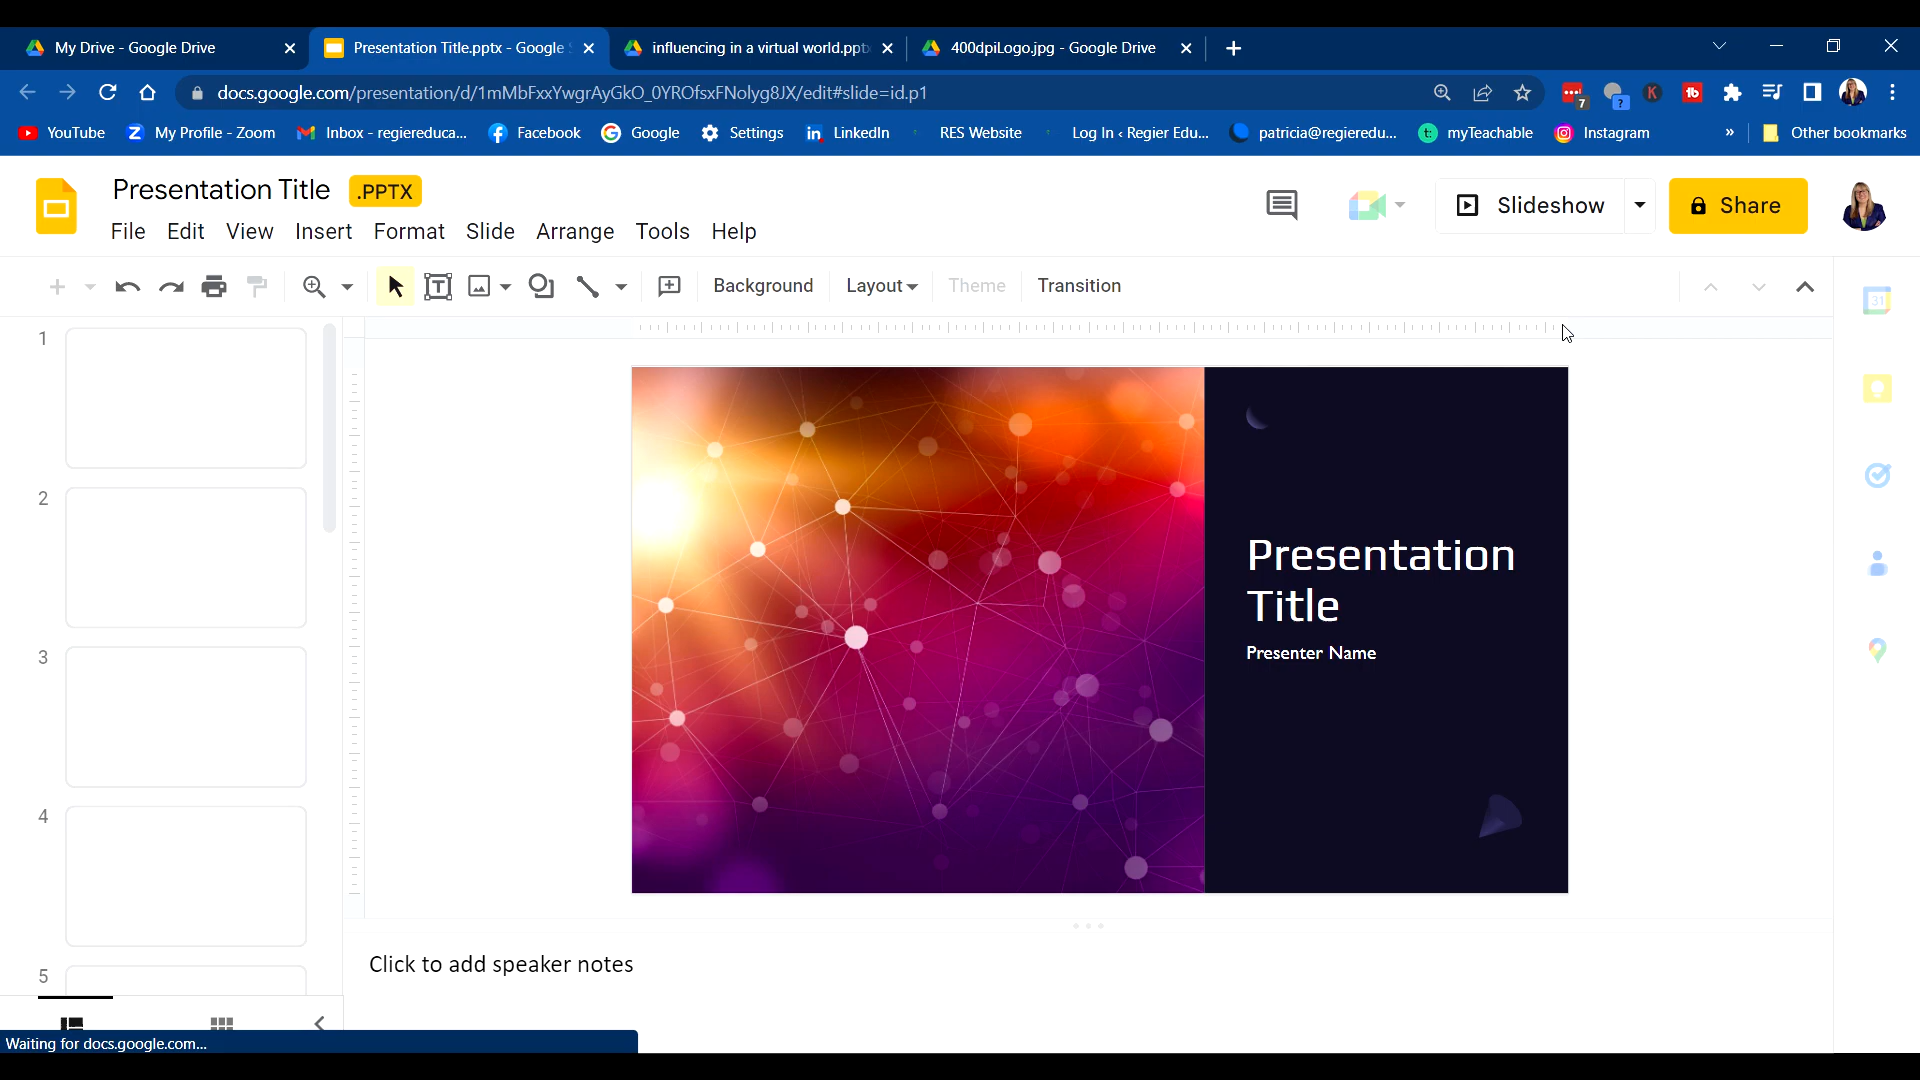 My Drive - Google Drive
Presentation Title.pptx - Google
influencing in a virtual world.ppt
400dpiLogo.jpg - Google Drive
docs.google.com/presentation/d/1mMbFxxYwgrAyGkO_0YROfsxFNolyg8JX/edit#slide=id.p1
7
?
K
YouTube
My Profile - Zoom
Inbox - regiereduca...
Facebook
Google
Settings
LinkedIn
RES Website
Log In ‹ Regier Edu...
patricia@regieredu...
myTeachable
Instagram
»
Other bookmarks
Presentation Title
.PPTX
File Edit View Insert Format Slide Arrange Tools Help
Slideshow
Share
Background
Layout
Theme
Transition
31
1
2
3
4
5
Presentation
Title
Presenter Name
Click to add speaker notes
Waiting for docs.google.com...